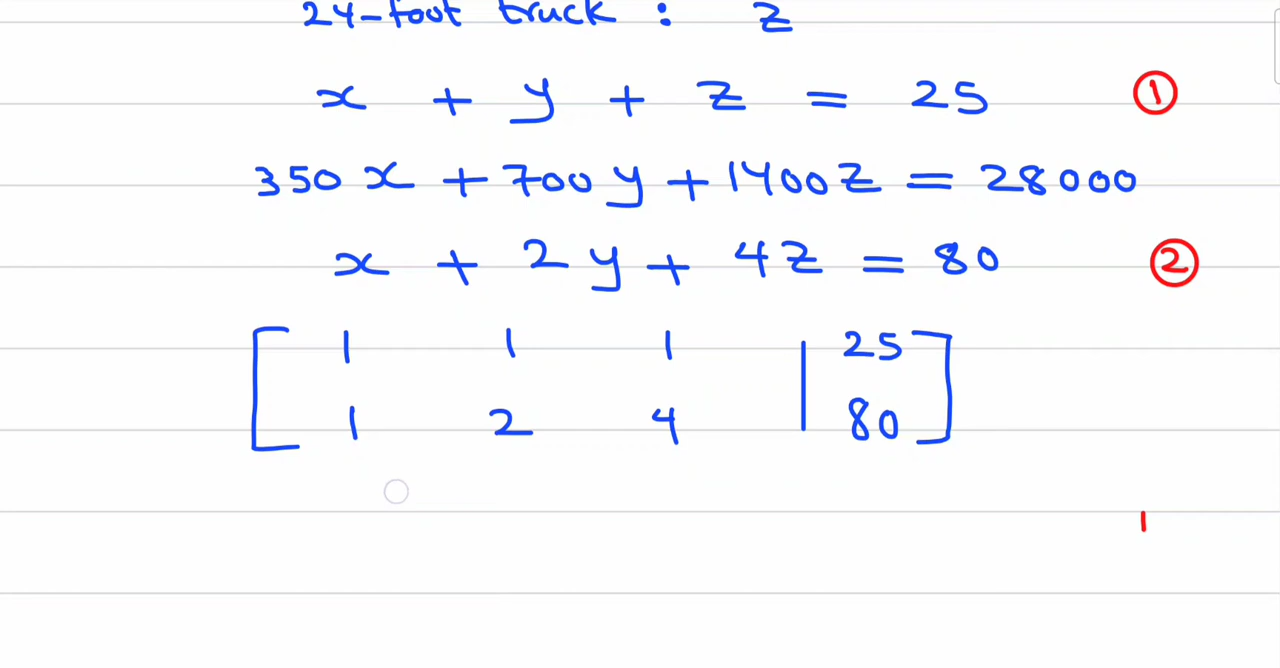 24-foot truck : z
x + y + z = 25 ①
350x + 700y + 1400z = 28000
x + 2y + 4z = 80 ②
[ 1 1 1 | 25 ]
[ 1 2 4 | 80 ]
1